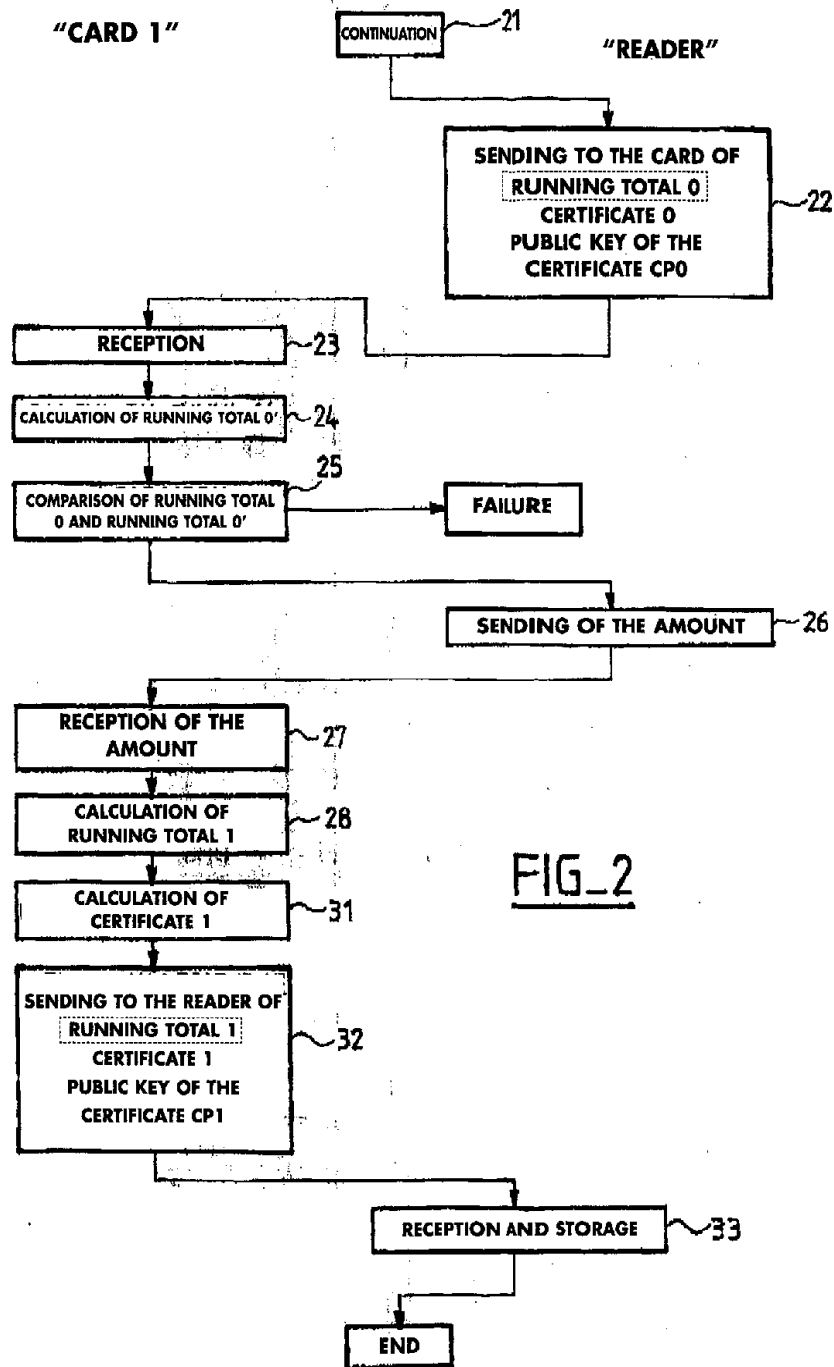 "CARD 1"
CONTINUATION
21
"READER"
SENDING TO THE CARD OF
RUNNING TOTAL 0
CERTIFICATE 0
PUBLIC KEY OF THE
CERTIFICATE CP0
22
RECEPTION
23
CALCULATION OF RUNNING TOTAL 0'
24
25
COMPARISON OF RUNNING TOTAL
0 AND RUNNING TOTAL 0'
FAILURE
SENDING OF THE AMOUNT
26
RECEPTION OF THE
AMOUNT
27
CALCULATION OF
RUNNING TOTAL 1
28
CALCULATION OF
CERTIFICATE 1
31
FIG_2
SENDING TO THE READER OF
RUNNING TOTAL 1
CERTIFICATE 1
PUBLIC KEY OF THE
CERTIFICATE CP1
32
RECEPTION AND STORAGE
33
END